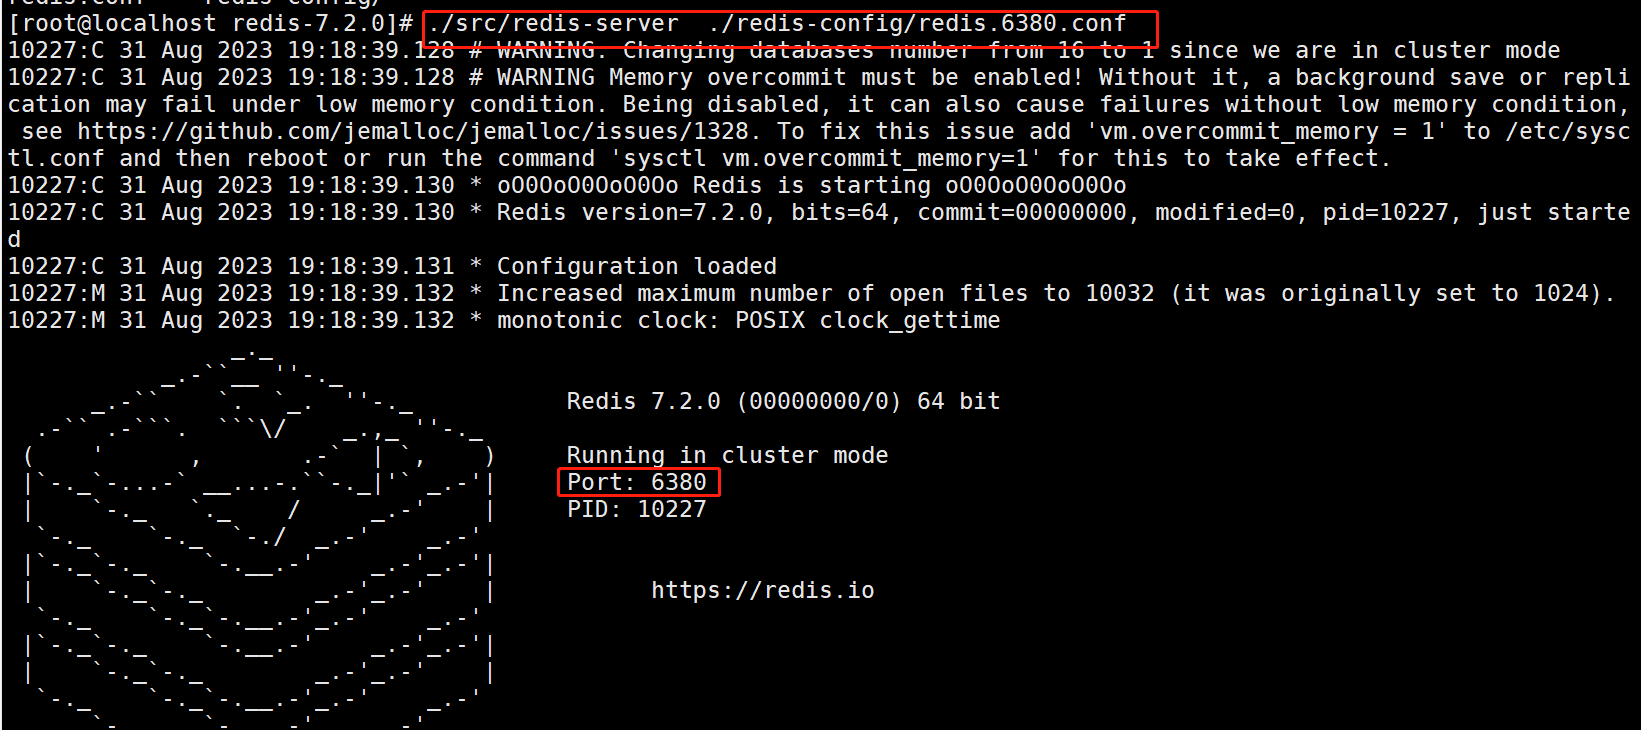 redis.conf    redis-config/
[root@localhost redis-7.2.0]# ./src/redis-server  ./redis-config/redis.6380.conf
10227:C 31 Aug 2023 19:18:39.128 # WARNING: Changing databases number from 16 to 1 since we are in cluster mode
10227:C 31 Aug 2023 19:18:39.128 # WARNING Memory overcommit must be enabled! Without it, a background save or repli
cation may fail under low memory condition. Being disabled, it can also cause failures without low memory condition,
 see https://github.com/jemalloc/jemalloc/issues/1328. To fix this issue add 'vm.overcommit_memory = 1' to /etc/sysc
tl.conf and then reboot or run the command 'sysctl vm.overcommit_memory=1' for this to take effect.
10227:C 31 Aug 2023 19:18:39.130 * oO0OoO0OoO0Oo Redis is starting oO0OoO0OoO0Oo
10227:C 31 Aug 2023 19:18:39.130 * Redis version=7.2.0, bits=64, commit=00000000, modified=0, pid=10227, just starte
d
10227:C 31 Aug 2023 19:18:39.131 * Configuration loaded
10227:M 31 Aug 2023 19:18:39.132 * Increased maximum number of open files to 10032 (it was originally set to 1024).
10227:M 31 Aug 2023 19:18:39.132 * monotonic clock: POSIX clock_gettime
Redis 7.2.0 (00000000/0) 64 bit
Running in cluster mode
Port: 6380
PID: 10227
https://redis.io